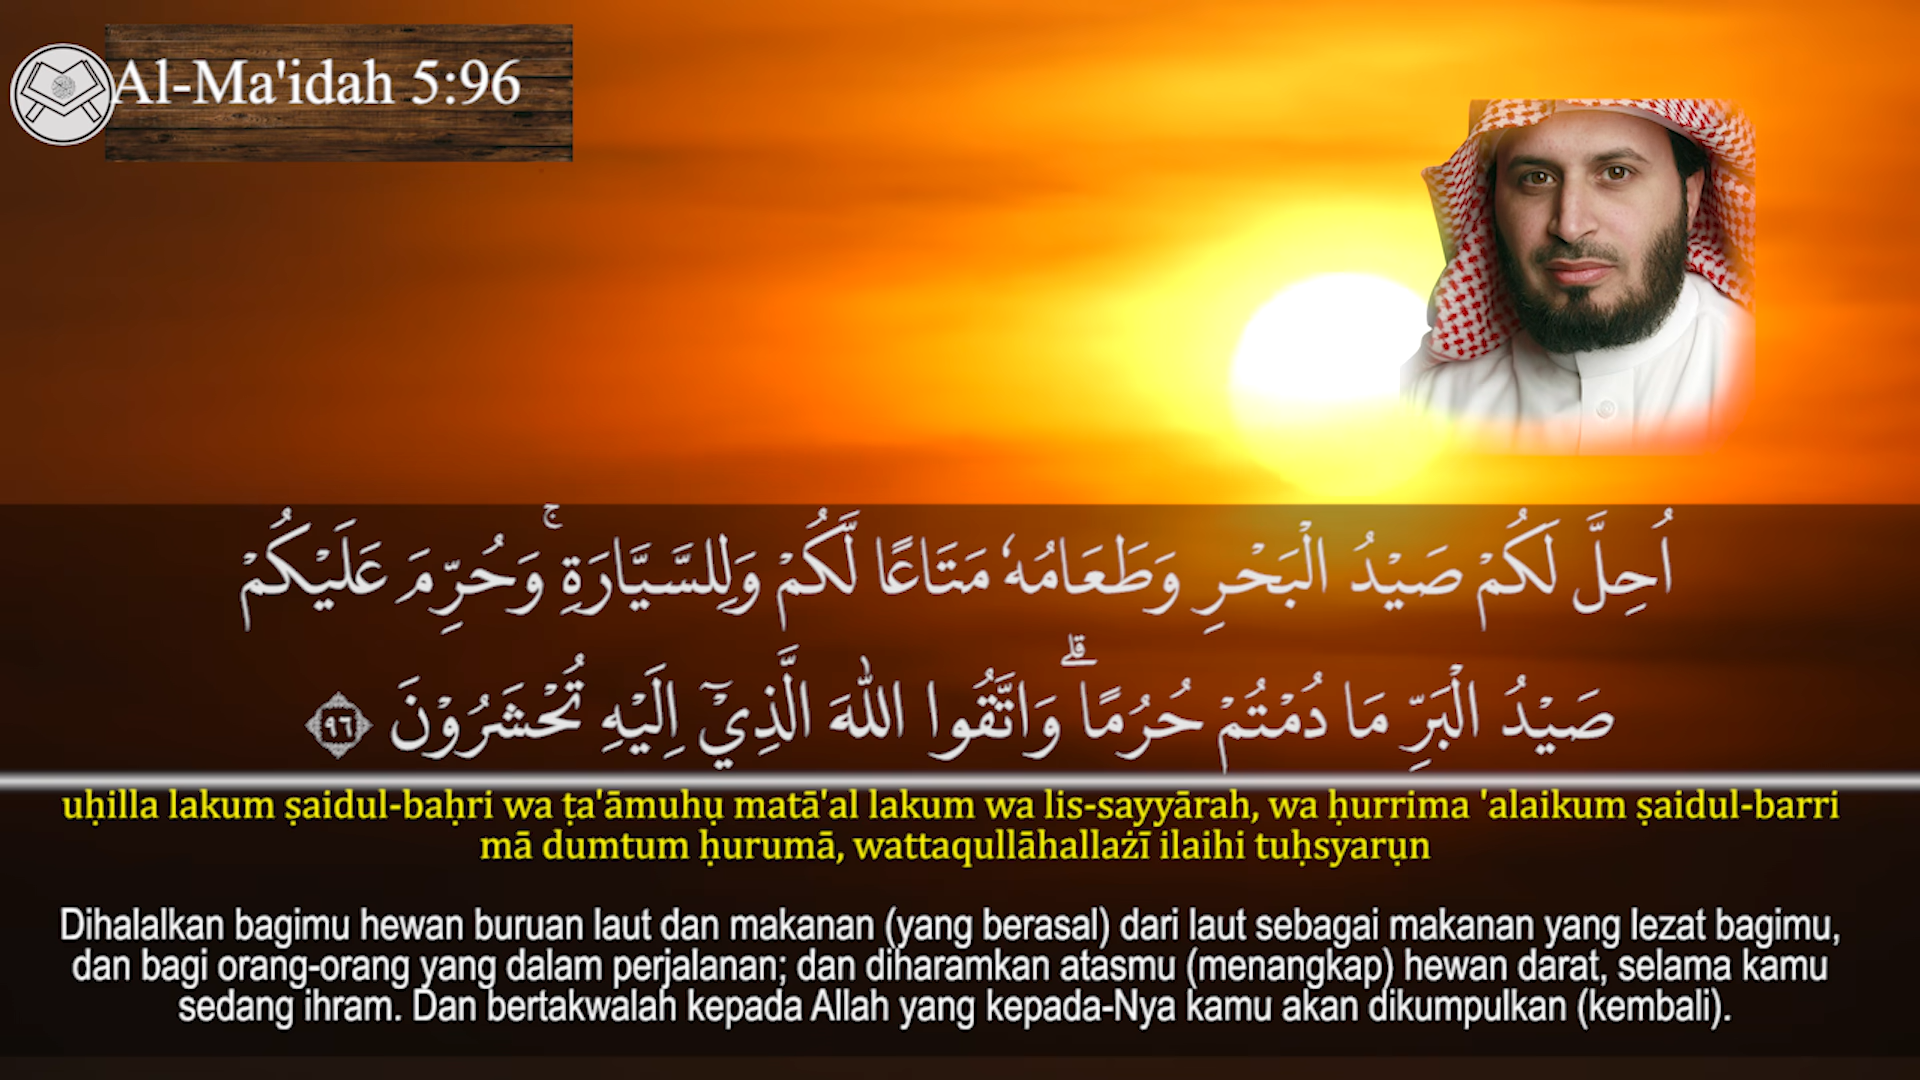 Al-Ma'idah 5:96
اُحِلَّ لَكُمْ صَيْدُ الْبَحْرِ وَطَعَامُهٗ مَتَاعًا لَّكُمْ وَلِلسَّيَّارَةِ ۚوَحُرِّمَ عَلَيْكُمْ
صَيْدُ الْبَرِّ مَا دُمْتُمْ حُرُمًا ۗوَاتَّقُوا اللّٰهَ الَّذِيْٓ اِلَيْهِ تُحْشَرُوْنَ ٩٦
uḥilla lakum ṣaidul-baḥri wa ṭa'āmuhụ matā'al lakum wa lis-sayyārah, wa ḥurrima 'alaikum ṣaidul-barri
mā dumtum ḥurumā, wattaqullāhallażī ilaihi tuḥsyarụn
Dihalalkan bagimu hewan buruan laut dan makanan (yang berasal) dari laut sebagai makanan yang lezat bagimu,
dan bagi orang-orang yang dalam perjalanan; dan diharamkan atasmu (menangkap) hewan darat, selama kamu
sedang ihram. Dan bertakwalah kepada Allah yang kepada-Nya kamu akan dikumpulkan (kembali).